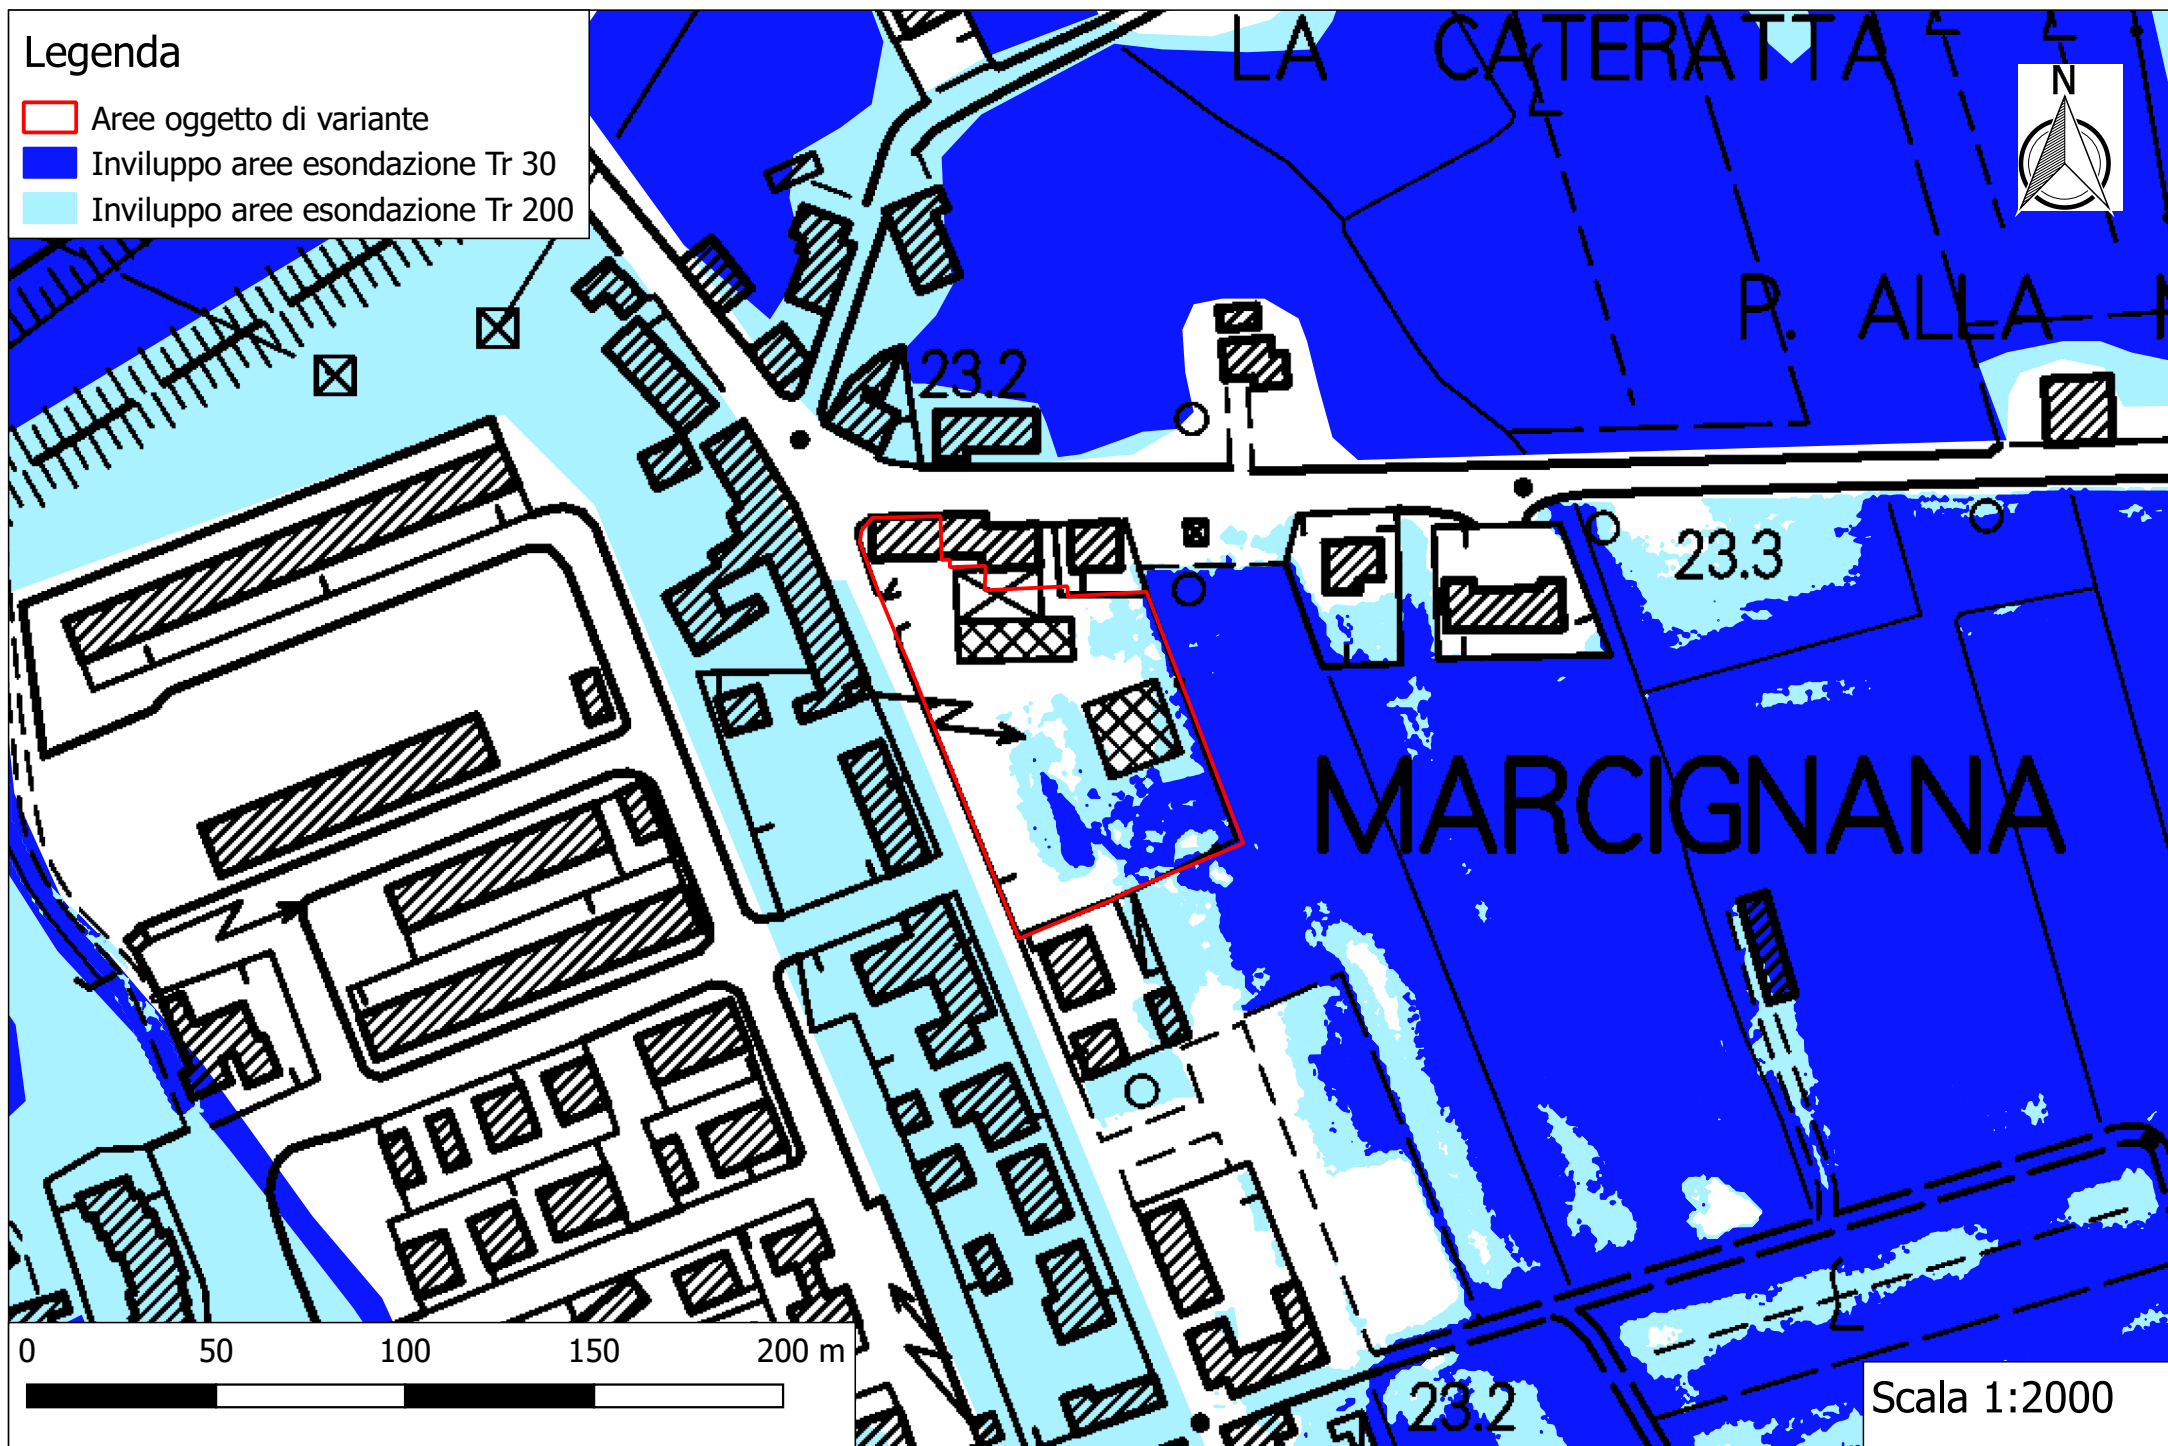 Legenda
Aree oggetto di variante
Inviluppo aree esondazione Tr 30
Inviluppo aree esondazione Tr 200
LA CATERATTA
N
P. ALLA
23.2
23.3
MARCIGNANA
23.2
0 50 100 150 200 m
Scala 1:2000